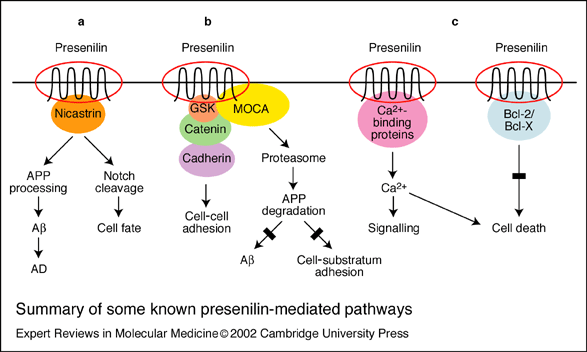 a
b
c
Presenilin
Presenilin
Presenilin
Presenilin
Nicastrin
APP
processing
Aβ
AD
Notch
cleavage
Cell fate
GSK
MOCA
Catenin
Cadherin
Cell-cell
adhesion
Proteasome
APP
degradation
Aβ
Cell-substratum
adhesion
Ca2+-
binding
proteins
Ca2+
Signalling
Bcl-2/
Bcl-X
Cell death
Summary of some known presenilin-mediated pathways
Expert Reviews in Molecular Medicine © 2002 Cambridge University Press